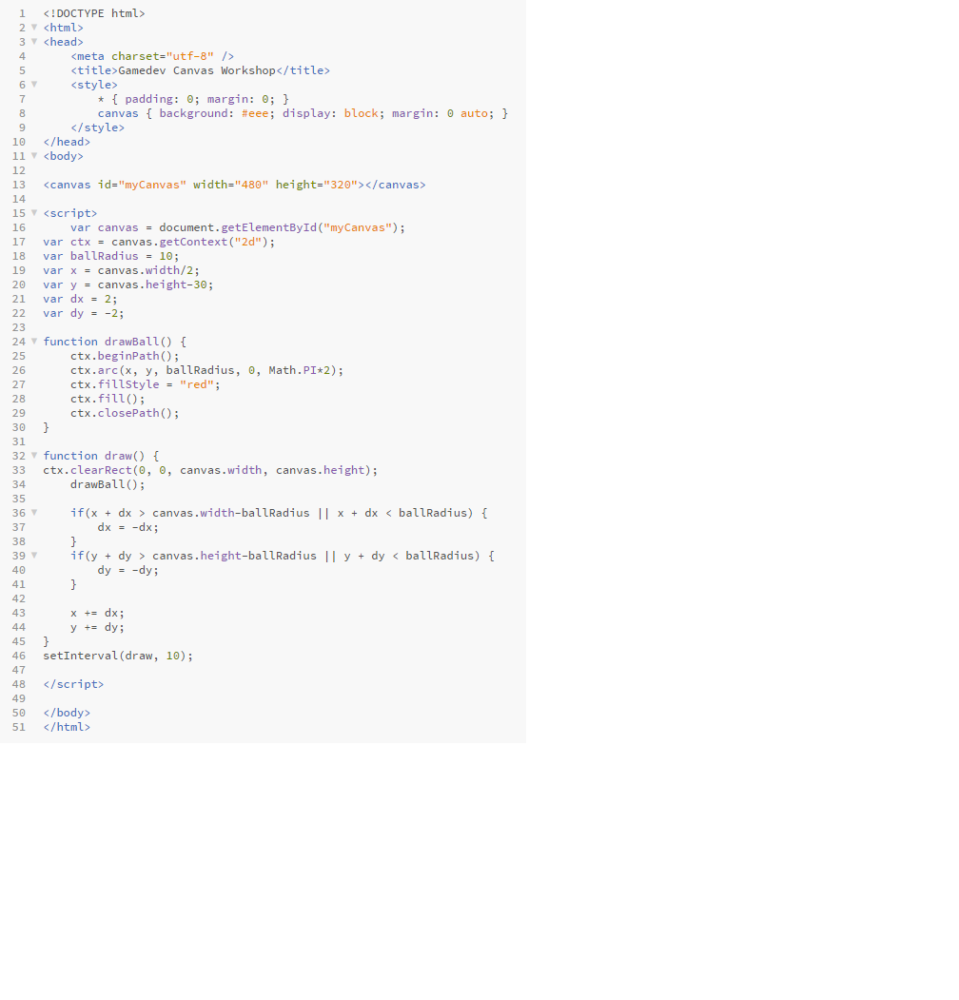 1 <!DOCTYPE html>
2 ▼ <html>
3 ▼ <head>
4     <meta charset="utf-8" />
5     <title>Gamedev Canvas Workshop</title>
6 ▼     <style>
7         * { padding: 0; margin: 0; }
8         canvas { background: #eee; display: block; margin: 0 auto; }
9     </style>
10 </head>
11 ▼ <body>
12
13 <canvas id="myCanvas" width="480" height="320"></canvas>
14
15 ▼ <script>
16     var canvas = document.getElementById("myCanvas");
17 var ctx = canvas.getContext("2d");
18 var ballRadius = 10;
19 var x = canvas.width/2;
20 var y = canvas.height-30;
21 var dx = 2;
22 var dy = -2;
23
24 ▼ function drawBall() {
25     ctx.beginPath();
26     ctx.arc(x, y, ballRadius, 0, Math.PI*2);
27     ctx.fillStyle = "red";
28     ctx.fill();
29     ctx.closePath();
30 }
31
32 ▼ function draw() {
33 ctx.clearRect(0, 0, canvas.width, canvas.height);
34     drawBall();
35
36 ▼     if(x + dx > canvas.width-ballRadius || x + dx < ballRadius) {
37         dx = -dx;
38     }
39 ▼     if(y + dy > canvas.height-ballRadius || y + dy < ballRadius) {
40         dy = -dy;
41     }
42
43     x += dx;
44     y += dy;
45 }
46 setInterval(draw, 10);
47
48 </script>
49
50 </body>
51 </html>